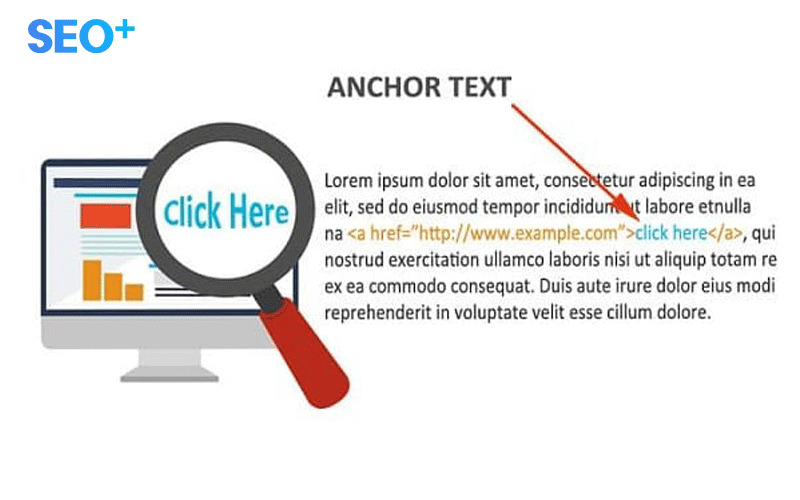 SEO+
ANCHOR TEXT
Click Here
Lorem ipsum dolor sit amet, consectetur adipiscing in ea
elit, sed do eiusmod tempor incididunt ut labore etnulla
na <a href="http://www.example.com">click here</a>, qui
nostrud exercitation ullamco laboris nisi ut aliquip totam re
ex ea commodo consequat. Duis aute irure dolor eius modi
reprehenderit in voluptate velit esse cillum dolore.